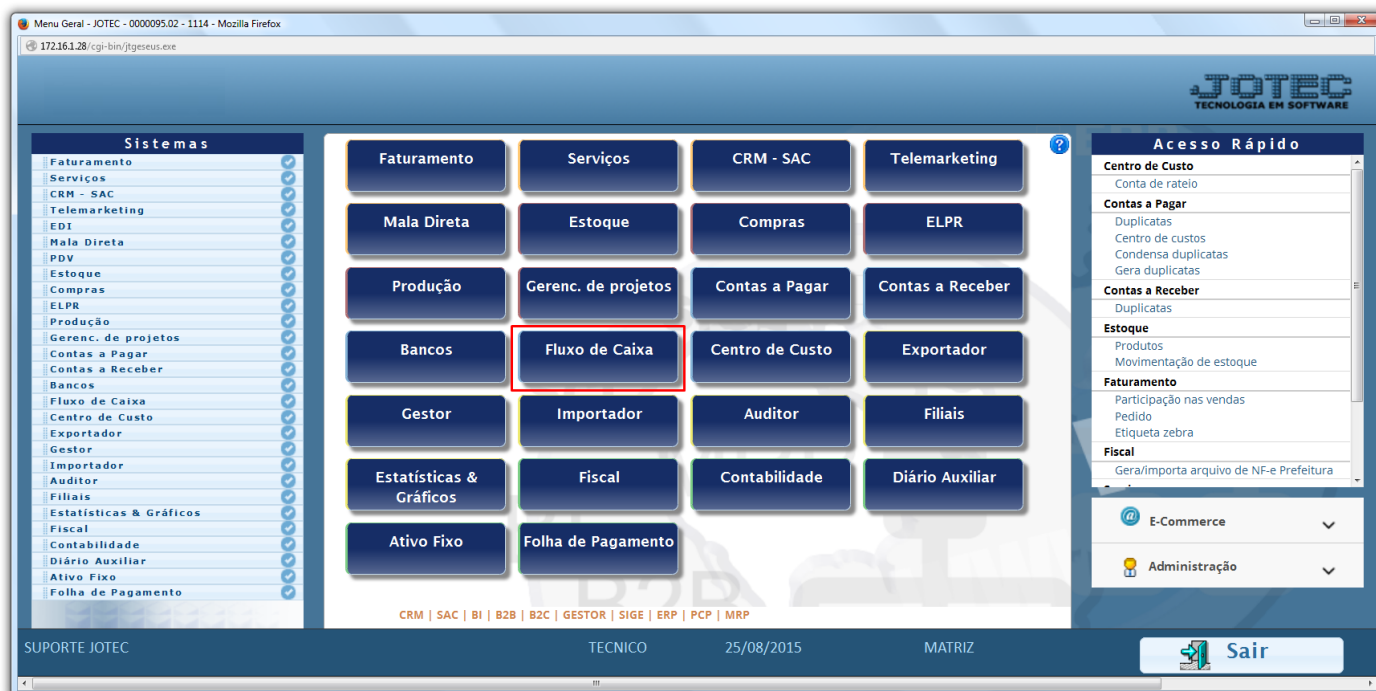 Menu Geral - JOTEC - 0000095.02 - 1114 - Mozilla Firefox
172.16.1.28/cgi-bin/jtgeseus.exe
JOTEC
TECNOLOGIA EM SOFTWARE
Sistemas
Faturamento
Serviços
CRM - SAC
Telemarketing
EDI
Mala Direta
PDV
Estoque
Compras
ELPR
Produção
Gerenc. de projetos
Contas a Pagar
Contas a Receber
Bancos
Fluxo de Caixa
Centro de Custo
Exportador
Gestor
Importador
Auditor
Filiais
Estatísticas & Gráficos
Fiscal
Contabilidade
Diário Auxiliar
Ativo Fixo
Folha de Pagamento
Faturamento Serviços CRM - SAC Telemarketing
Mala Direta Estoque Compras ELPR
Produção Gerenc. de projetos Contas a Pagar Contas a Receber
Bancos Fluxo de Caixa Centro de Custo Exportador
Gestor Importador Auditor Filiais
Estatísticas & Gráficos Fiscal Contabilidade Diário Auxiliar
Ativo Fixo Folha de Pagamento
B2B
CRM | SAC | BI | B2B | B2C | GESTOR | SIGE | ERP | PCP | MRP
Acesso Rápido
Centro de Custo
Conta de rateio
Contas a Pagar
Duplicatas
Centro de custos
Condensa duplicatas
Gera duplicatas
Contas a Receber
Duplicatas
Estoque
Produtos
Movimentação de estoque
Faturamento
Participação nas vendas
Pedido
Etiqueta zebra
Fiscal
Gera/importa arquivo de NF-e Prefeitura
E-Commerce
Administração
SUPORTE JOTEC TECNICO 25/08/2015 MATRIZ
Sair